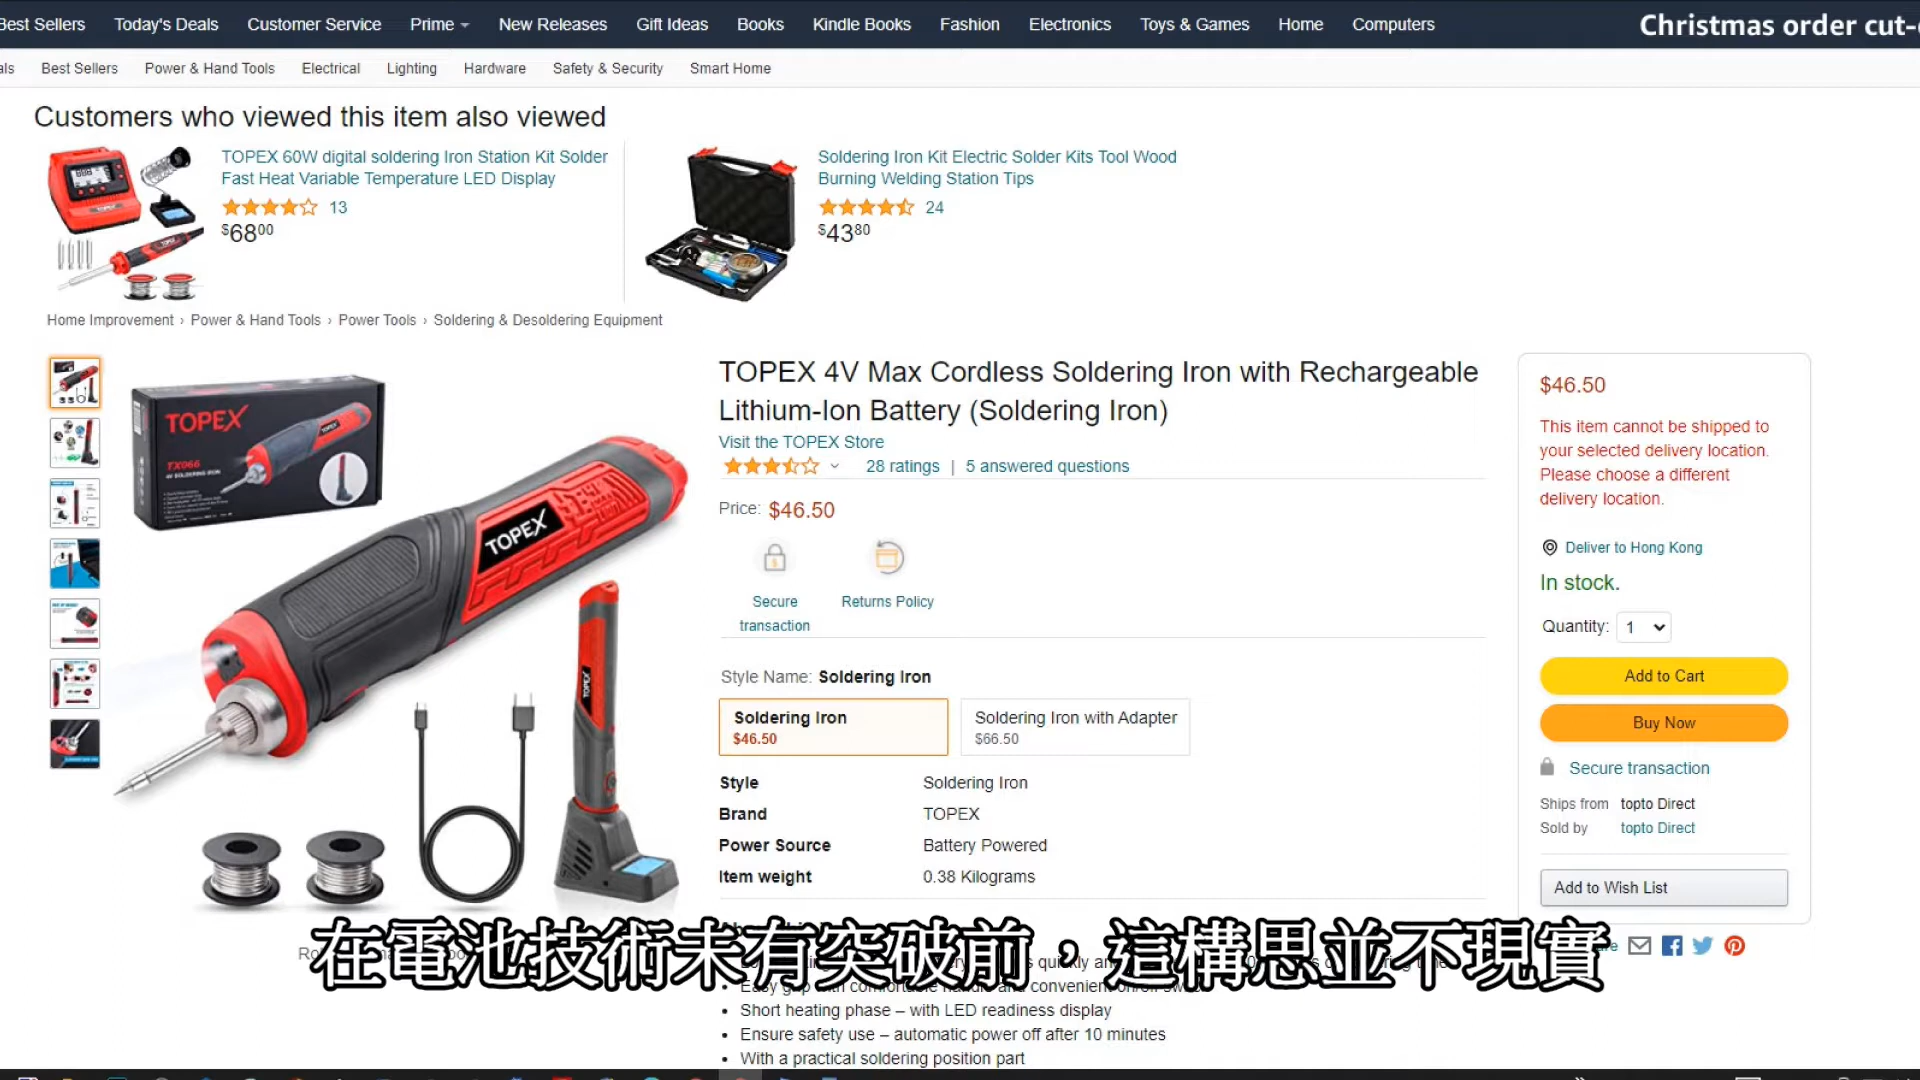 Best Sellers Today's Deals Customer Service Prime New Releases Gift Ideas Books Kindle Books Fashion Electronics Toys & Games Home Computers Christmas order cut-
Best Sellers Power & Hand Tools Electrical Lighting Hardware Safety & Security Smart Home
Customers who viewed this item also viewed
TOPEX 60W digital soldering Iron Station Kit Solder
Fast Heat Variable Temperature LED Display
13
$6800
Soldering Iron Kit Electric Solder Kits Tool Wood
Burning Welding Station Tips
24
$4380
Home Improvement › Power & Hand Tools › Power Tools › Soldering & Desoldering Equipment
TOPEX
TX066
4V SOLDERING IRON
TOPEX
TOPEX
TOPEX 4V Max Cordless Soldering Iron with Rechargeable
Lithium-Ion Battery (Soldering Iron)
Visit the TOPEX Store
28 ratings | 5 answered questions
Price: $46.50
Secure
transaction
Returns Policy
Style Name: Soldering Iron
Soldering Iron
$46.50
Soldering Iron with Adapter
$66.50
Style Soldering Iron
Brand TOPEX
Power Source Battery Powered
Item weight 0.38 Kilograms
Short heating phase – with LED readiness display
Ensure safety use – automatic power off after 10 minutes
With a practical soldering position part
$46.50
This item cannot be shipped to
your selected delivery location.
Please choose a different
delivery location.
Deliver to Hong Kong
In stock.
Quantity: 1
Add to Cart
Buy Now
Secure transaction
Ships from topto Direct
Sold by topto Direct
Add to Wish List
在電池技術未有突破前，這構思並不現實